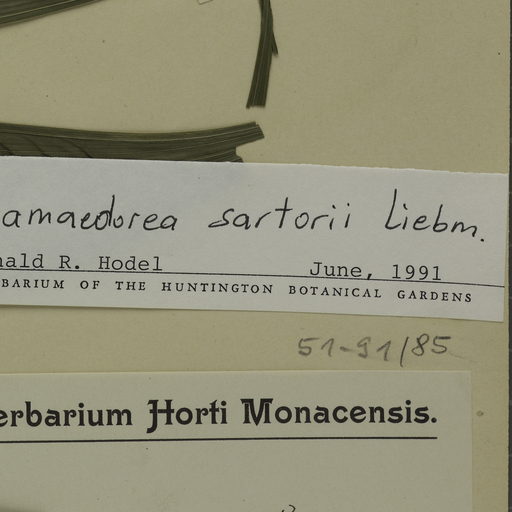 amaedorea sartorii Liebm.
nald R. Hodel June, 1991
BARIUM OF THE HUNTINGTON BOTANICAL GARDENS
51-91/85
erbarium Horti Monacensis.